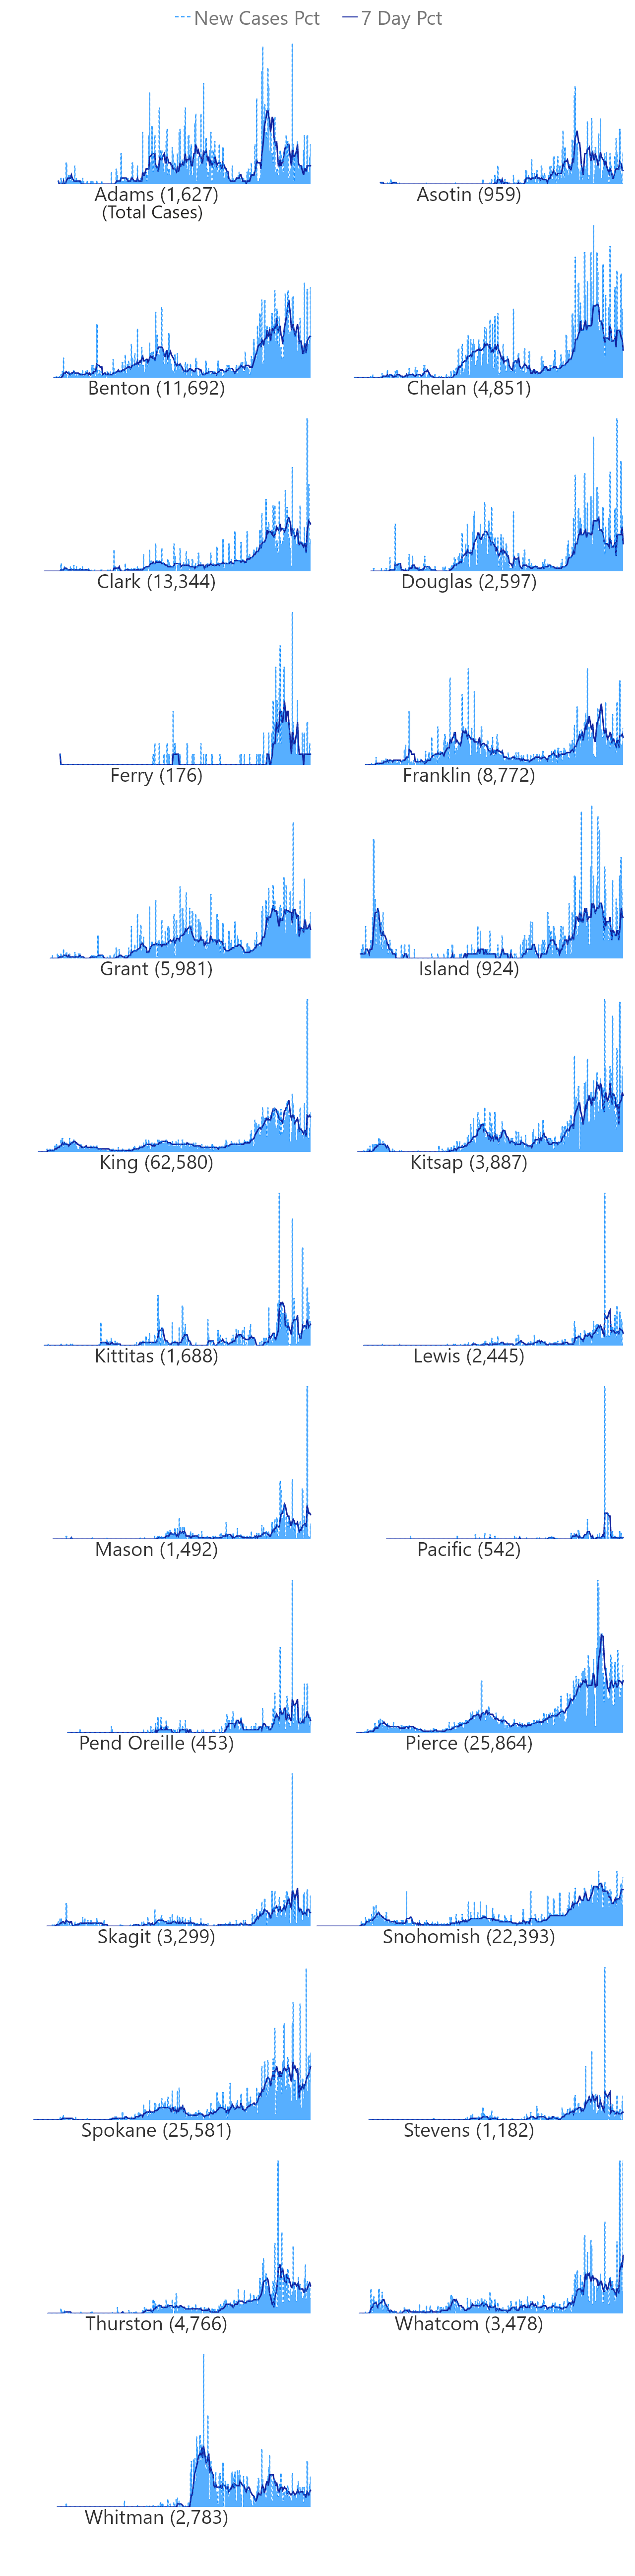 New Cases Pct 7 Day Pct
Adams (1,627) Asotin (959)
(Total Cases)
Benton (11,692) Chelan (4,851)
Clark (13,344) Douglas (2,597)
Ferry (176) Franklin (8,772)
Grant (5,981) Island (924)
King (62,580) Kitsap (3,887)
Kittitas (1,688) Lewis (2,445)
Mason (1,492) Pacific (542)
Pend Oreille (453) Pierce (25,864)
Skagit (3,299) Snohomish (22,393)
Spokane (25,581) Stevens (1,182)
Thurston (4,766) Whatcom (3,478)
Whitman (2,783)